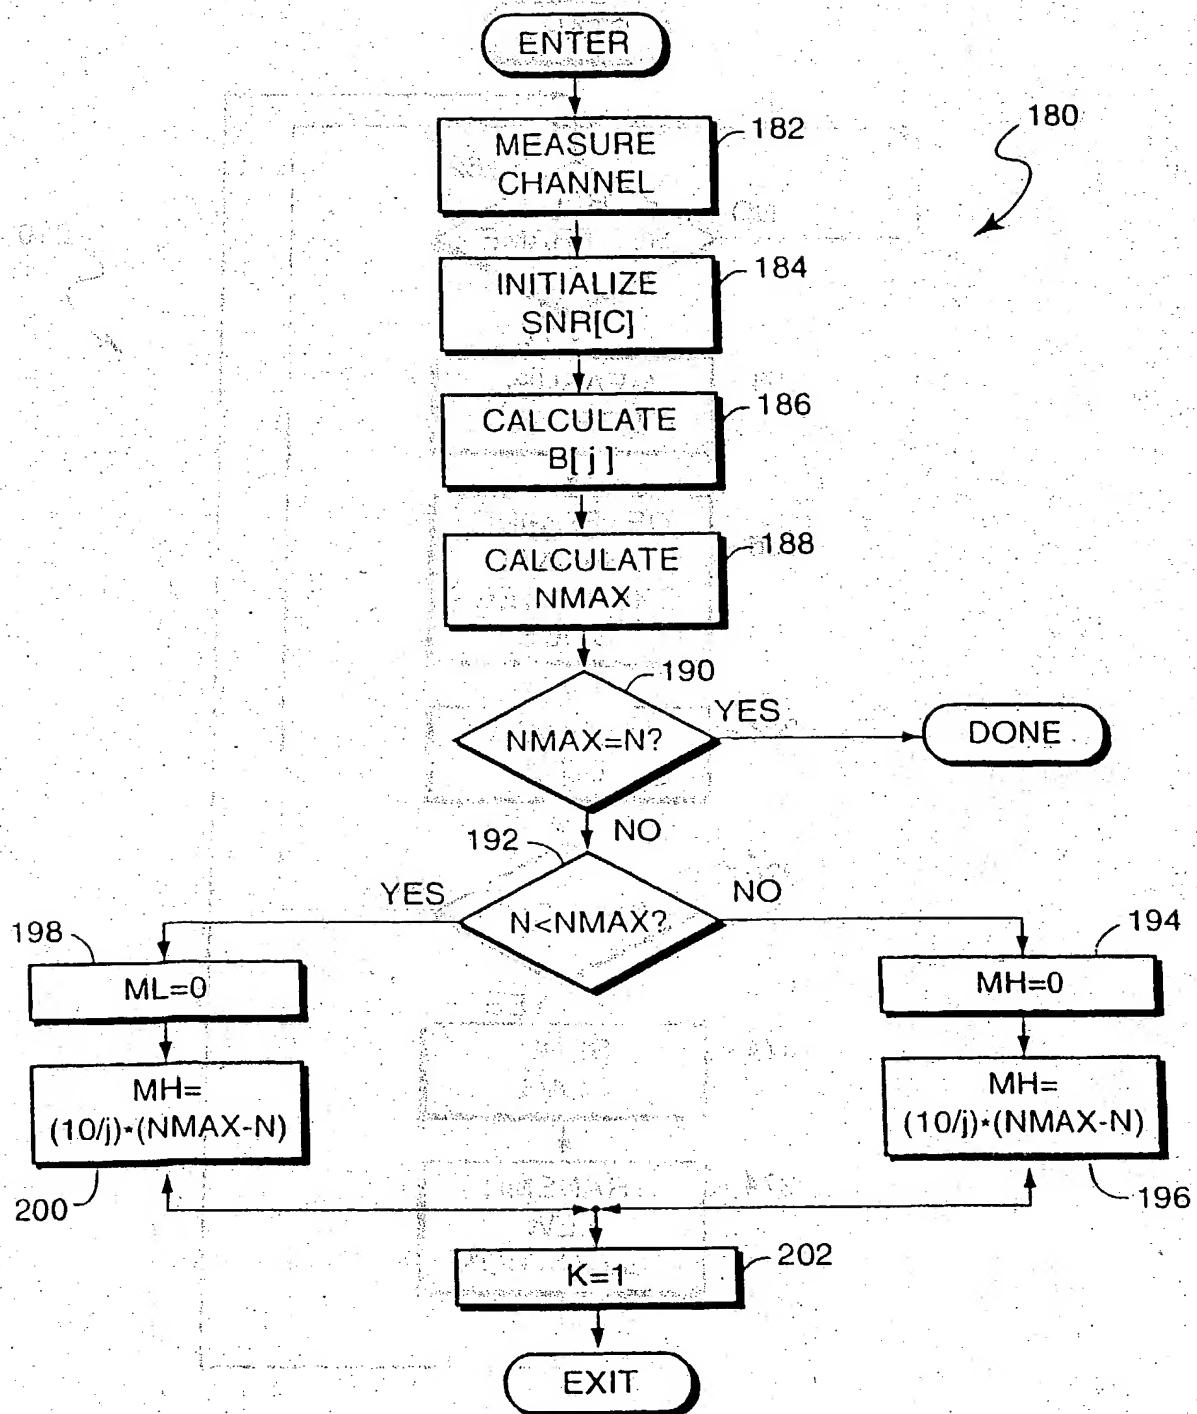 ENTER
MEASURE
CHANNEL
182
180
INITIALIZE
SNR[C]
184
CALCULATE
B[ j ]
186
CALCULATE
NMAX
188
190
NMAX=N?
YES
DONE
NO
192
YES
N<NMAX?
NO
198
ML=0
194
MH=0
MH=
(10/j)*(NMAX-N)
200
MH=
(10/j)*(NMAX-N)
196
K=1
202
EXIT